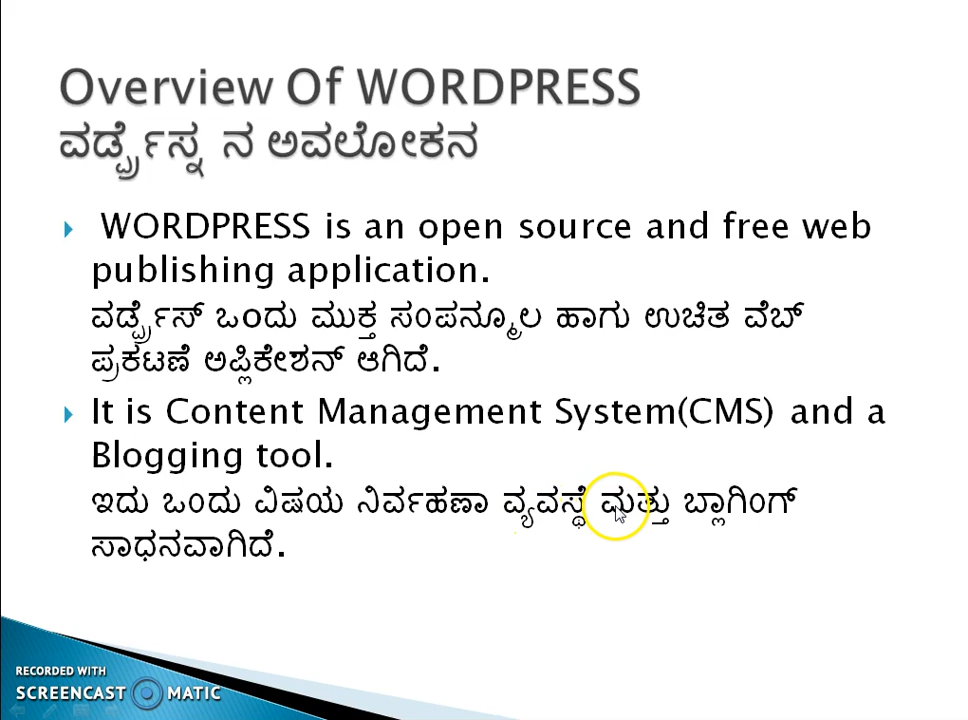 Overview Of WORDPRESS
ವರ್ಡ್ಪ್ರೆಸ್ನ ನ ಅವಲೋಕನ
WORDPRESS is an open source and free web
publishing application.
ವರ್ಡ್ಪ್ರೆಸ್ ಒಂದು ಮುಕ್ತ ಸಂಪನ್ಮೂಲ ಹಾಗು ಉಚಿತ ವೆಬ್
ಪ್ರಕಟಣೆ ಅಪ್ಲಿಕೇಶನ್ ಆಗಿದೆ.
It is Content Management System(CMS) and a
Blogging tool.
ಇದು ಒಂದು ವಿಷಯ ನಿರ್ವಹಣಾ ವ್ಯವಸ್ಥೆ ಮತ್ತು ಬ್ಲಾಗಿಂಗ್
ಸಾಧನವಾಗಿದೆ.
RECORDED WITH
SCREENCAST MATIC